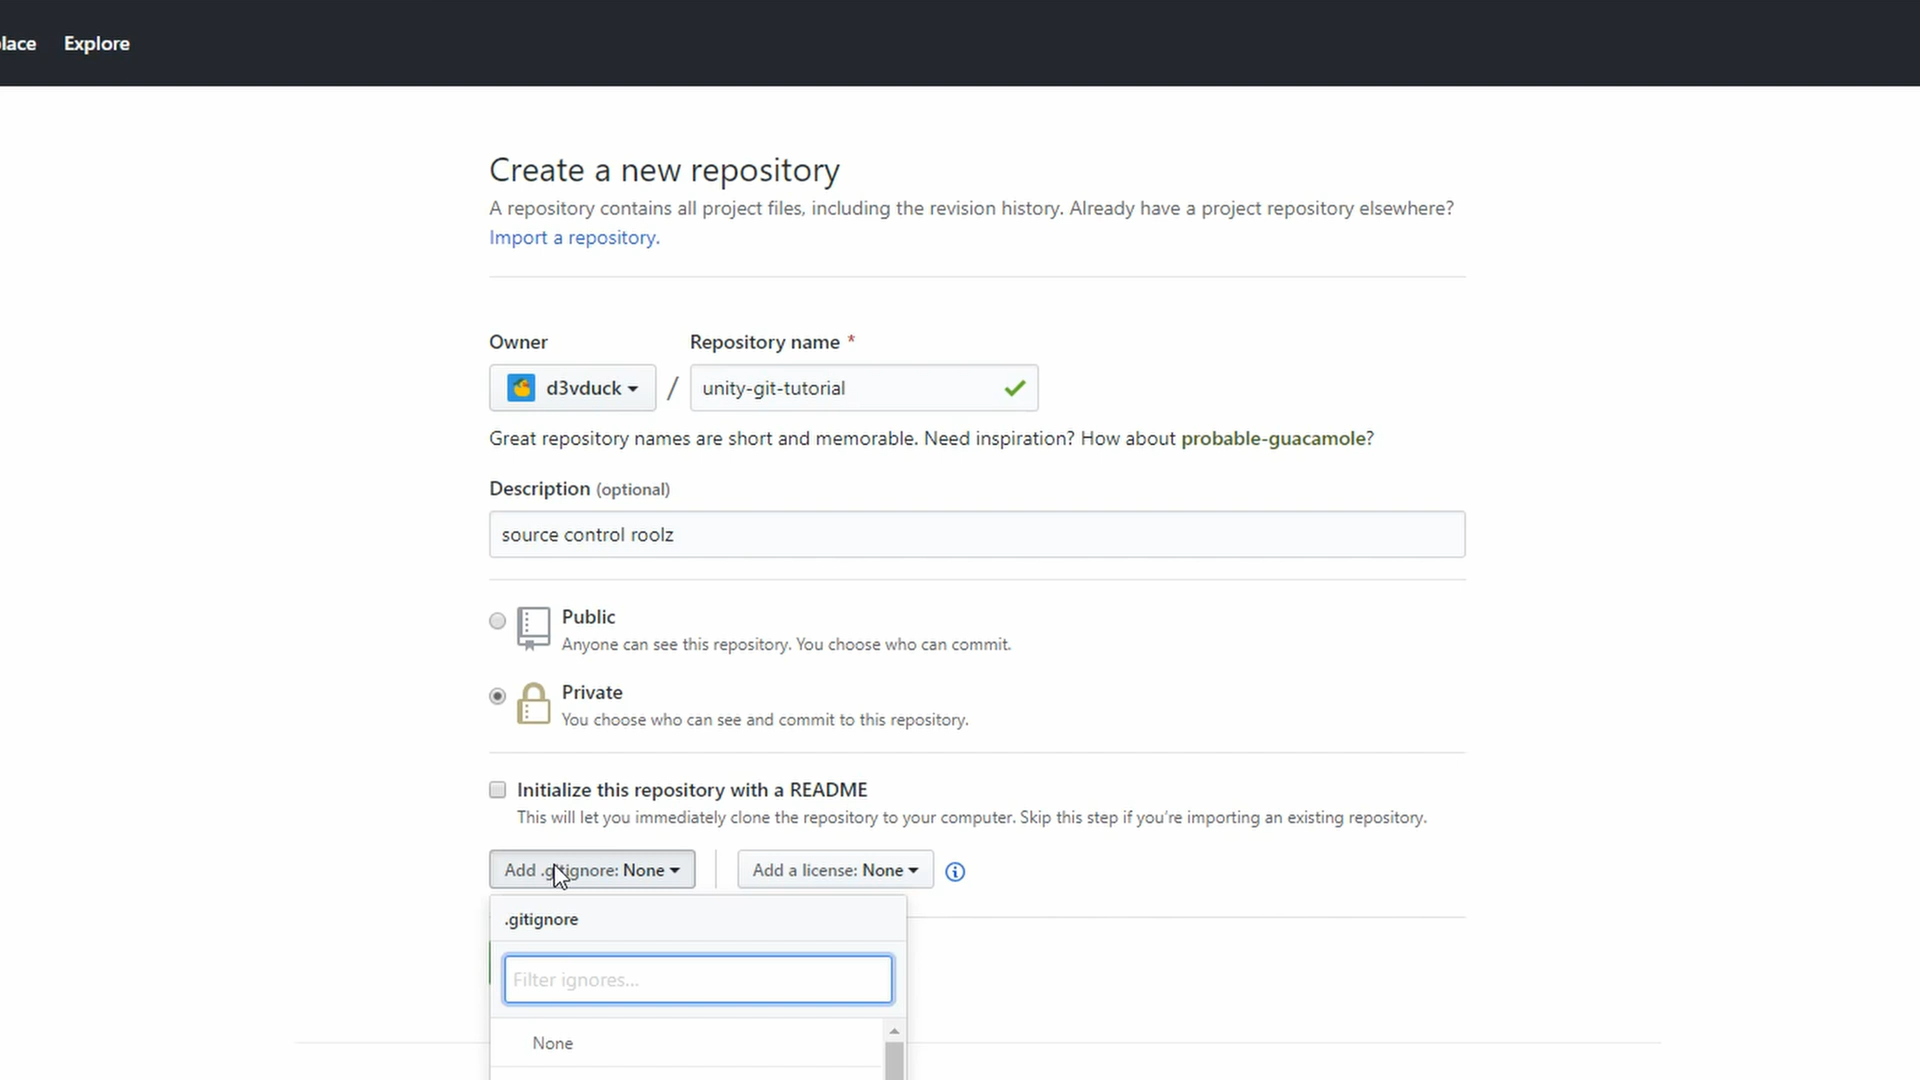 lace Explore
Create a new repository
A repository contains all project files, including the revision history. Already have a project repository elsewhere?
Import a repository.
Owner Repository name *
d3vduck / unity-git-tutorial
Great repository names are short and memorable. Need inspiration? How about probable-guacamole?
Description (optional)
source control roolz
Public
Anyone can see this repository. You choose who can commit.
Private
You choose who can see and commit to this repository.
Initialize this repository with a README
This will let you immediately clone the repository to your computer. Skip this step if you're importing an existing repository.
Add .gitignore: None Add a license: None
.gitignore
Filter ignores...
None